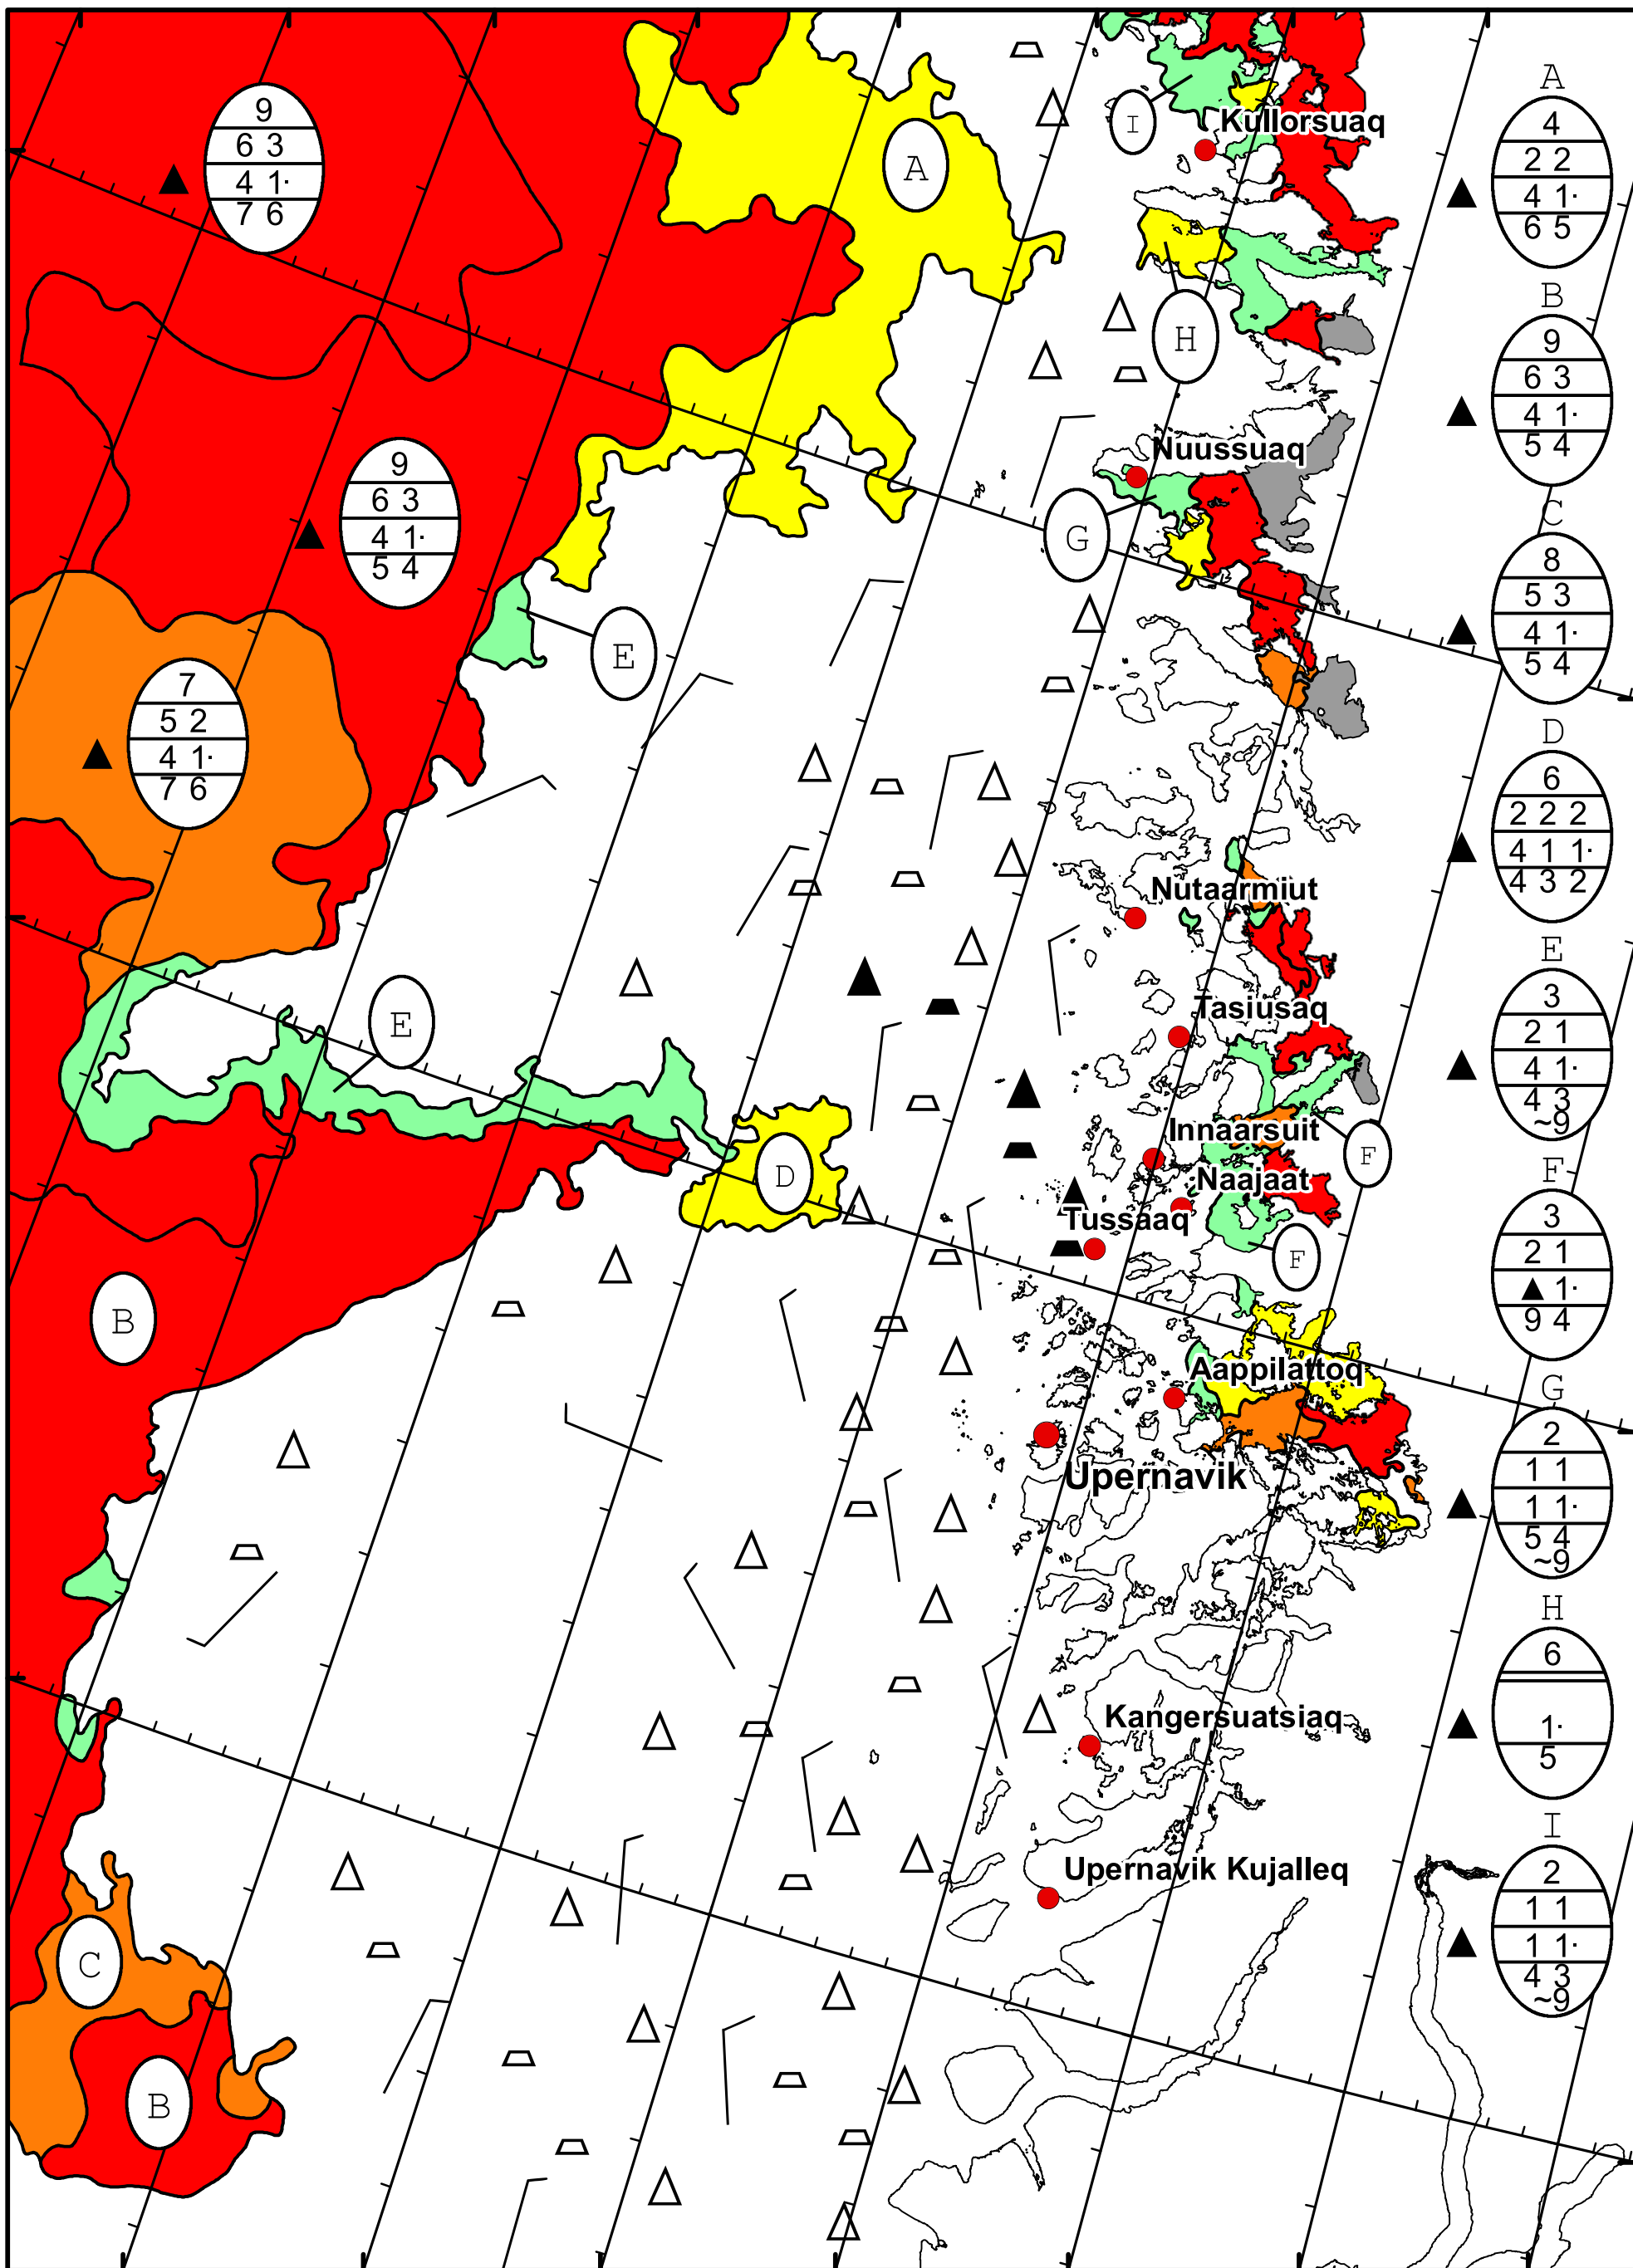 9
6 3
4 1·
7 6
9
6 3
4 1·
5 4
7
5 2
4 1·
7 6
A
I
Kullorsuaq
H
Nuussuaq
G
E
Nutaarmiut
E
Tasiusaq
Innaarsuit
F
D
Naajaat
Tussaaq
F
B
Aappilattoq
Upernavik
Kangersuatsiaq
Upernavik Kujalleq
C
B
A
4
2 2
4 1·
6 5
B
9
6 3
4 1·
5 4
C
8
5 3
4 1·
5 4
D
6
2 2 2
4 1 1·
4 3 2
E
3
2 1
4 1·
4 3
~9
F
3
2 1
▲ 1·
9 4
G
2
1 1
1 1·
5 4
~9
H
6
1·
5
I
2
1 1
1 1·
4 3
~9